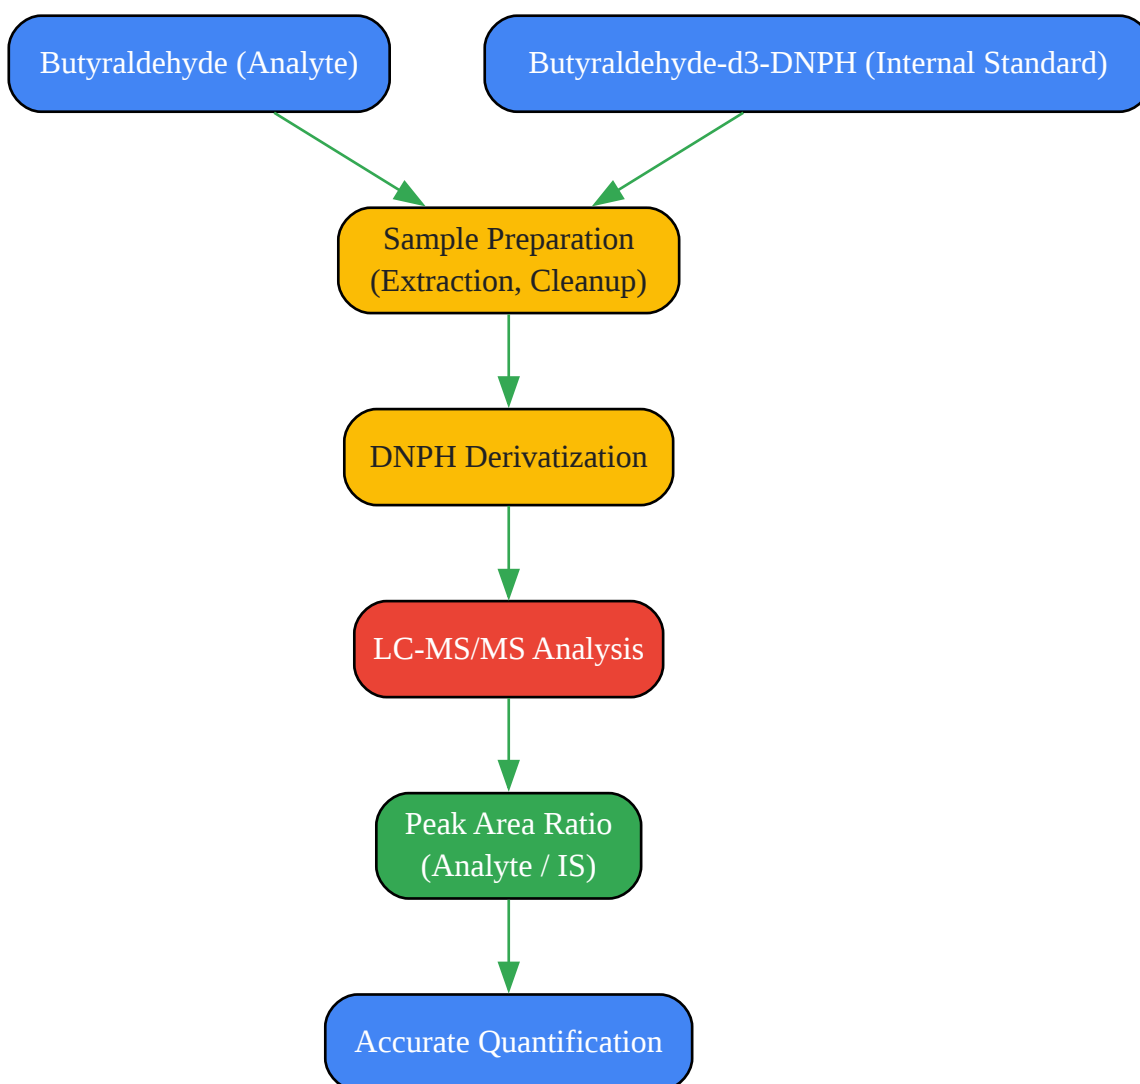 Butyraldehyde (Analyte)
Butyraldehyde-d3-DNPH (Internal Standard)
Sample Preparation
(Extraction, Cleanup)
DNPH Derivatization
LC-MS/MS Analysis
Peak Area Ratio
(Analyte / IS)
Accurate Quantification